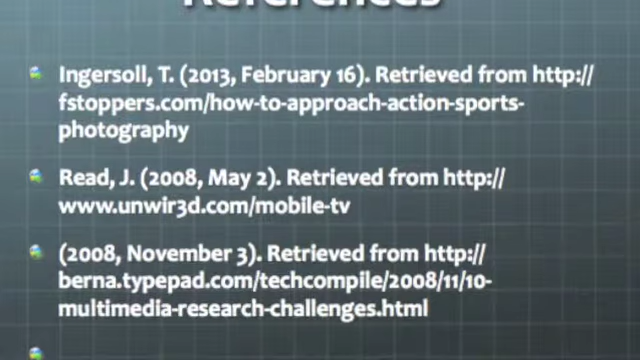 References
Ingersoll, T. (2013, February 16). Retrieved from http://
fstoppers.com/how-to-approach-action-sports-
photography
Read, J. (2008, May 2). Retrieved from http://
www.unwir3d.com/mobile-tv
(2008, November 3). Retrieved from http://
berna.typepad.com/techcompile/2008/11/10-
multimedia-research-challenges.html